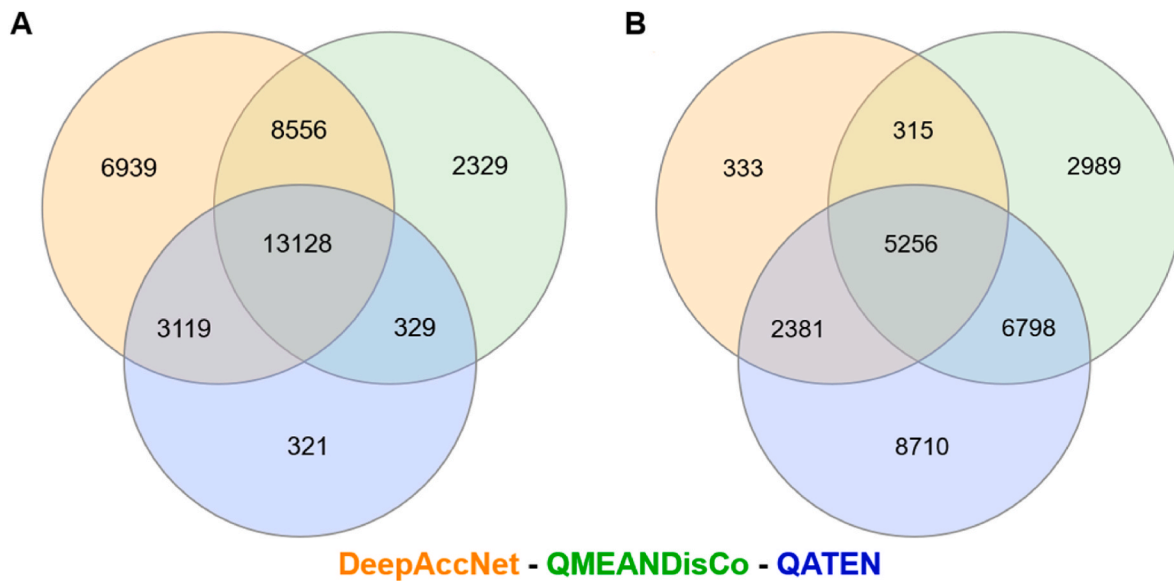 A B
8556 315
6939 2329 333 2989
13128 5256
3119 329 2381 6798
321 8710
DeepAccNet - QMEANDisCo - QATEN